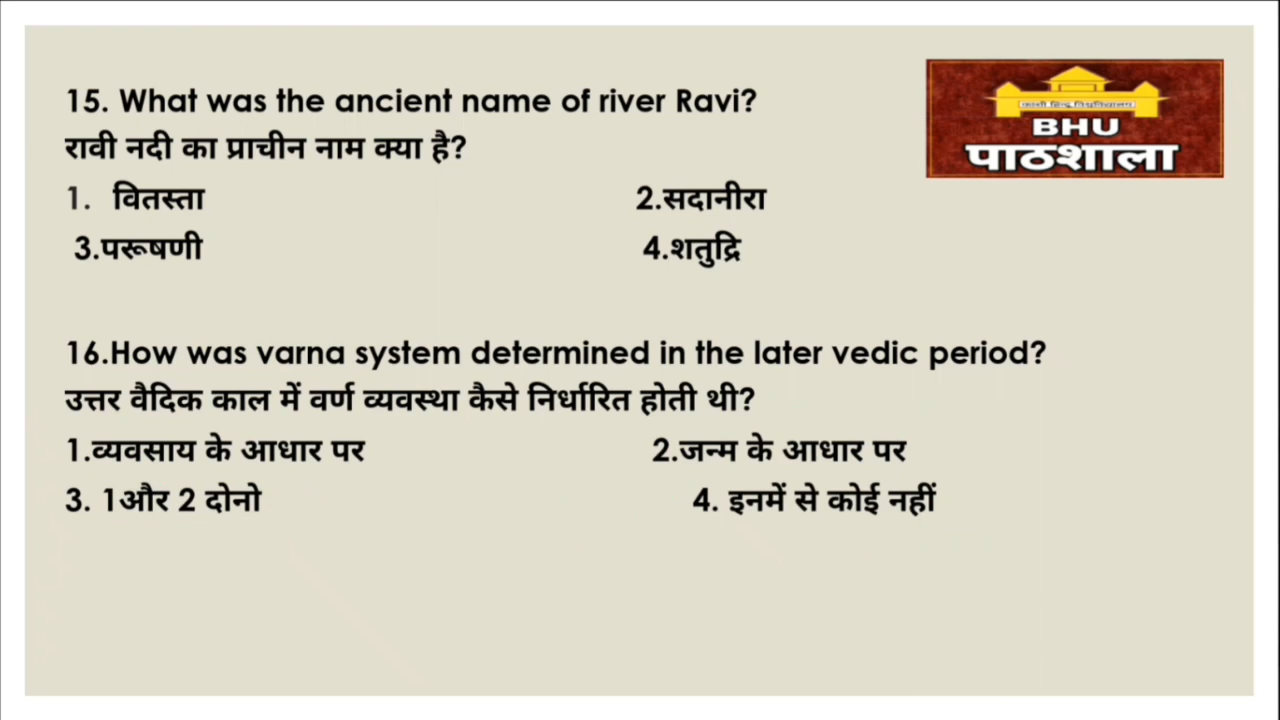 15. What was the ancient name of river Ravi?
रावी नदी का प्राचीन नाम क्या है?
1. वितस्ता 2.सदानीरा
3.परूषणी 4.शतुद्रि
16.How was varna system determined in the later vedic period?
उत्तर वैदिक काल में वर्ण व्यवस्था कैसे निर्धारित होती थी?
1.व्यवसाय के आधार पर 2.जन्म के आधार पर
3. 1और 2 दोनो 4. इनमें से कोई नहीं
काशी हिन्दू विश्वविद्यालय
BHU
पाठशाला